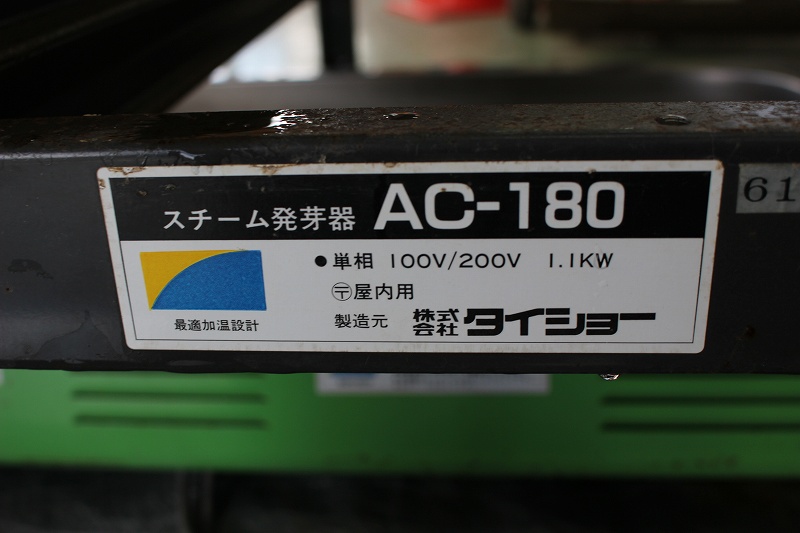 スチーム発芽器 AC-180
61
●単相 100V/200V 1.1KW
〶屋内用
最適加温設計
製造元 株式会社 タイショー